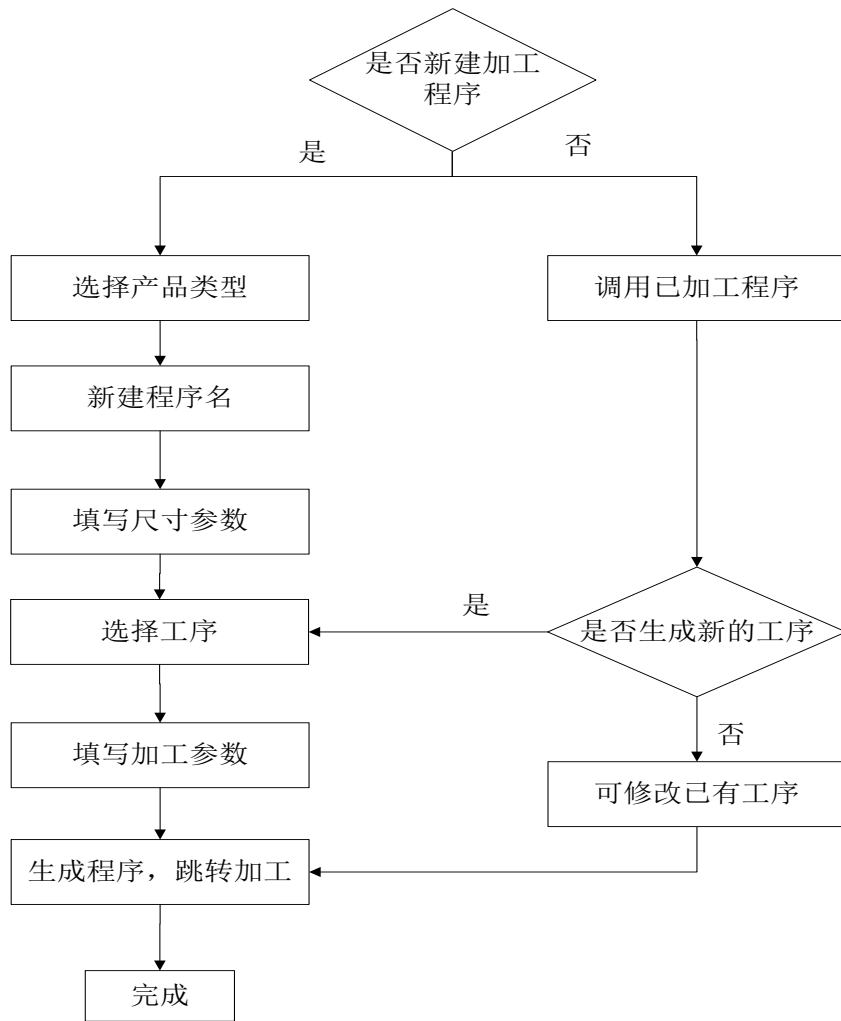 是否新建加工
程序
是
否
选择产品类型
调用已加工程序
新建程序名
填写尺寸参数
选择工序
是
是否生成新的工序
填写加工参数
否
可修改已有工序
生成程序，跳转加工
完成